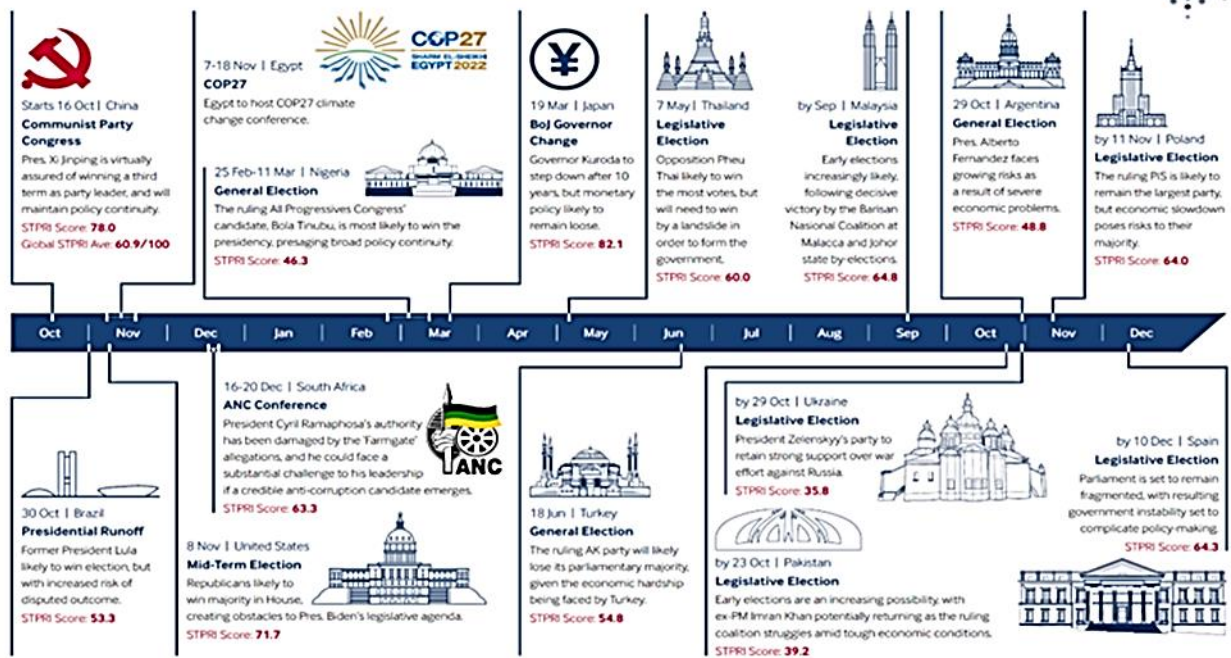 Starts 16 Oct | China
Communist Party
Congress
Pres. Xi Jinping is virtually
assured of winning a third
term as party leader, and will
maintain policy continuity.
STPRI Score: 78.0
Global STPRI Ave: 60.9/100
7-18 Nov | Egypt
COP27
Egypt to host COP27 climate
change conference.
COP27
SHARM EL-SHEIKH
EGYPT 2022
25 Feb-11 Mar | Nigeria
General Election
The ruling All Progressives Congress'
candidate, Bola Tinubu, is most likely to win the
presidency, presaging broad policy continuity.
STPRI Score: 46.3
¥
19 Mar | Japan
BoJ Governor
Change
Governor Kuroda to
step down after 10
years, but monetary
policy likely to
remain loose.
STPRI Score: 82.1
7 May | Thailand
Legislative
Election
Opposition Pheu
Thai likely to win
the most votes, but
will need to win
by a landslide in
order to form the
government.
STPRI Score: 60.0
by Sep | Malaysia
Legislative
Election
Early elections
increasingly likely,
following decisive
victory by the Barisan
Nasional Coalition at
Malacca and Johor
state by-elections.
STPRI Score: 64.8
29 Oct | Argentina
General Election
Pres. Alberto
Fernandez faces
growing risks as
a result of severe
economic problems.
STPRI Score: 48.8
by 11 Nov | Poland
Legislative Election
The ruling PiS is likely to
remain the largest party,
but economic slowdown
poses risks to their
majority.
STPRI Score: 64.0
Oct | Nov | Dec | Jan | Feb | Mar | Apr | May | Jun | Jul | Aug | Sep | Oct | Nov | Dec
30 Oct | Brazil
Presidential Runoff
Former President Lula
likely to win election, but
with increased risk of
disputed outcome.
STPRI Score: 53.3
16-20 Dec | South Africa
ANC Conference
President Cyril Ramaphosa's authority
has been damaged by the 'Farmgate'
allegations, and he could face a
substantial challenge to his leadership
if a credible anti-corruption candidate emerges.
STPRI Score: 63.3
ANC
8 Nov | United States
Mid-Term Election
Republicans likely to
win majority in House,
creating obstacles to Pres. Biden's legislative agenda.
STPRI Score: 71.7
18 Jun | Turkey
General Election
The ruling AK party will likely
lose its parliamentary majority,
given the economic hardship
being faced by Turkey.
STPRI Score: 54.8
by 29 Oct | Ukraine
Legislative Election
President Zelenskyy's party to
retain strong support over war
effort against Russia.
STPRI Score: 35.8
by 23 Oct | Pakistan
Legislative Election
Early elections are an increasing possibility, with
ex-PM Imran Khan potentially returning as the ruling
coalition struggles amid tough economic conditions.
STPRI Score: 39.2
by 10 Dec | Spain
Legislative Election
Parliament is set to remain
fragmented, with resulting
government instability set to
complicate policy-making.
STPRI Score: 64.3